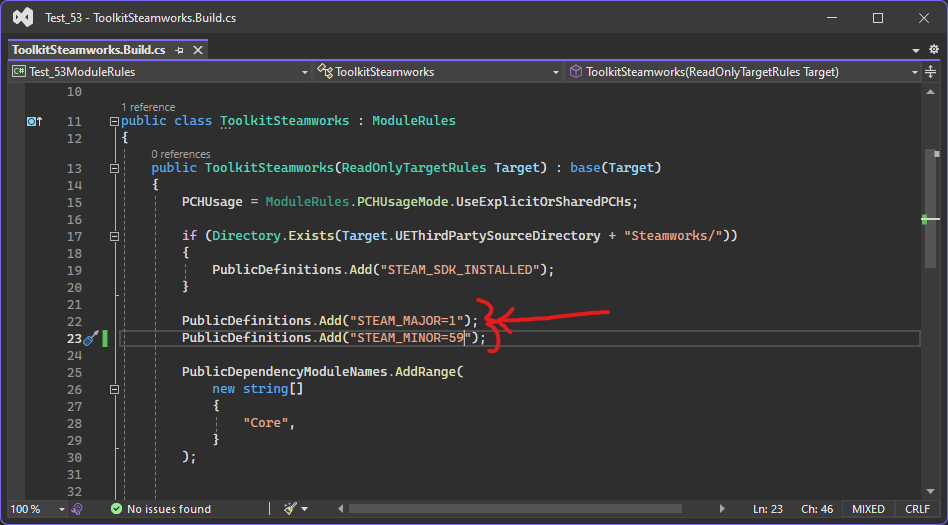 Test_53 - ToolkitSteamworks.Build.cs
ToolkitSteamworks.Build.cs
Test_53ModuleRules ToolkitSteamworks ToolkitSteamworks(ReadOnlyTargetRules Target)
10
1 reference
11 public class ToolkitSteamworks : ModuleRules
12 {
0 references
13 public ToolkitSteamworks(ReadOnlyTargetRules Target) : base(Target)
14 {
15 PCHUsage = ModuleRules.PCHUsageMode.UseExplicitOrSharedPCHs;
16
17 if (Directory.Exists(Target.UEThirdPartySourceDirectory + "Steamworks/"))
18 {
19 PublicDefinitions.Add("STEAM_SDK_INSTALLED");
20 }
21
22 PublicDefinitions.Add("STEAM_MAJOR=1");
23 PublicDefinitions.Add("STEAM_MINOR=59");
24
25 PublicDependencyModuleNames.AddRange(
26 new string[]
27 {
28 "Core",
29 }
30 );
31
32
100 % No issues found Ln: 23 Ch: 46 MIXED CRLF